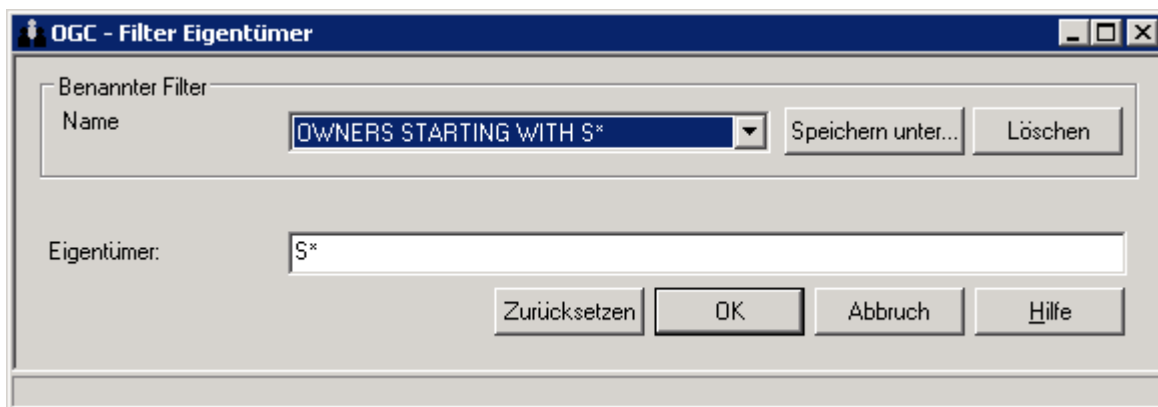 OGC - Filter Eigentümer
Benannter Filter
Name
OWNERS STARTING WITH S*
Speichern unter...
Löschen
Eigentümer:
S*
Zurücksetzen
OK
Abbruch
Hilfe